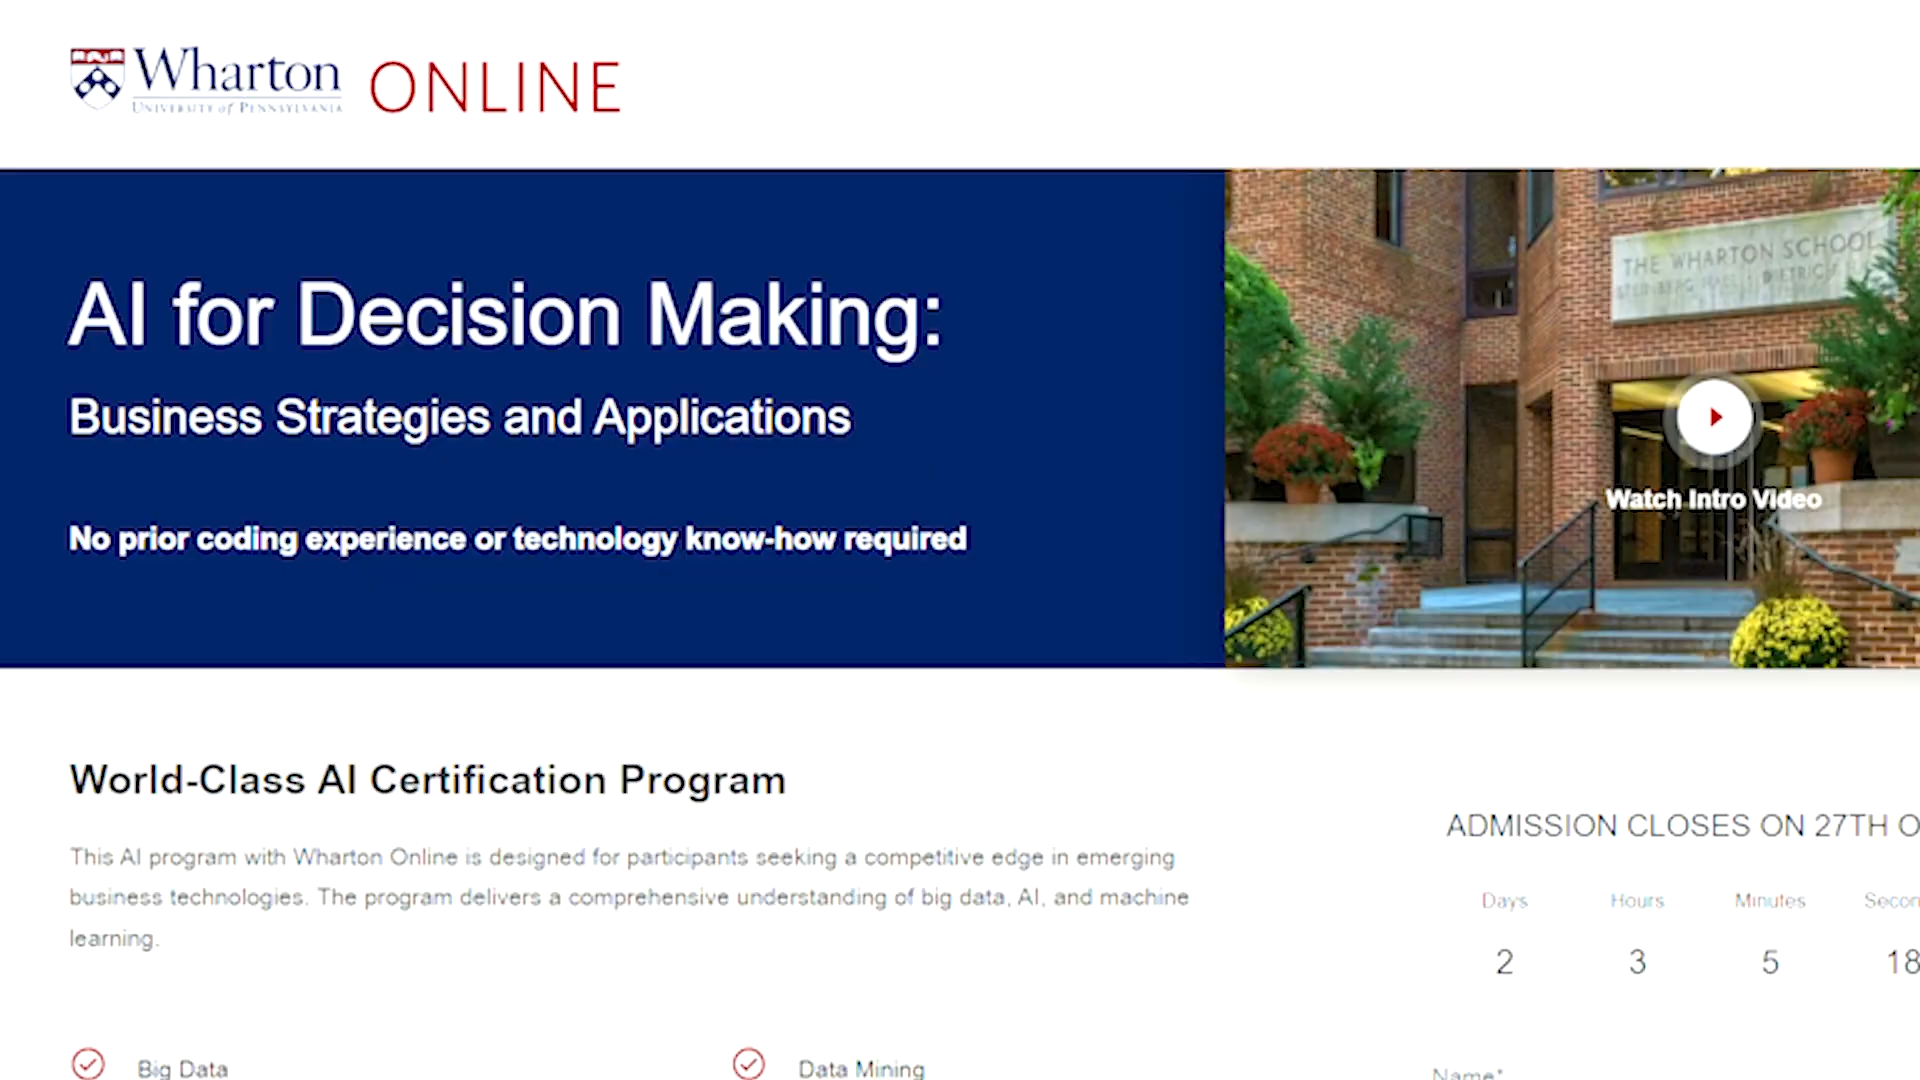 Wharton ONLINE
UNIVERSITY of PENNSYLVANIA
AI for Decision Making:
Business Strategies and Applications
No prior coding experience or technology know-how required
THE WHARTON SCHOOL
Watch Intro Video
World-Class AI Certification Program
This AI program with Wharton Online is designed for participants seeking a competitive edge in emerging
business technologies. The program delivers a comprehensive understanding of big data, AI, and machine
learning.
ADMISSION CLOSES ON 27TH O
Days Hours Minutes Secon
2 3 5 18
Big Data
Data Mining
Name*